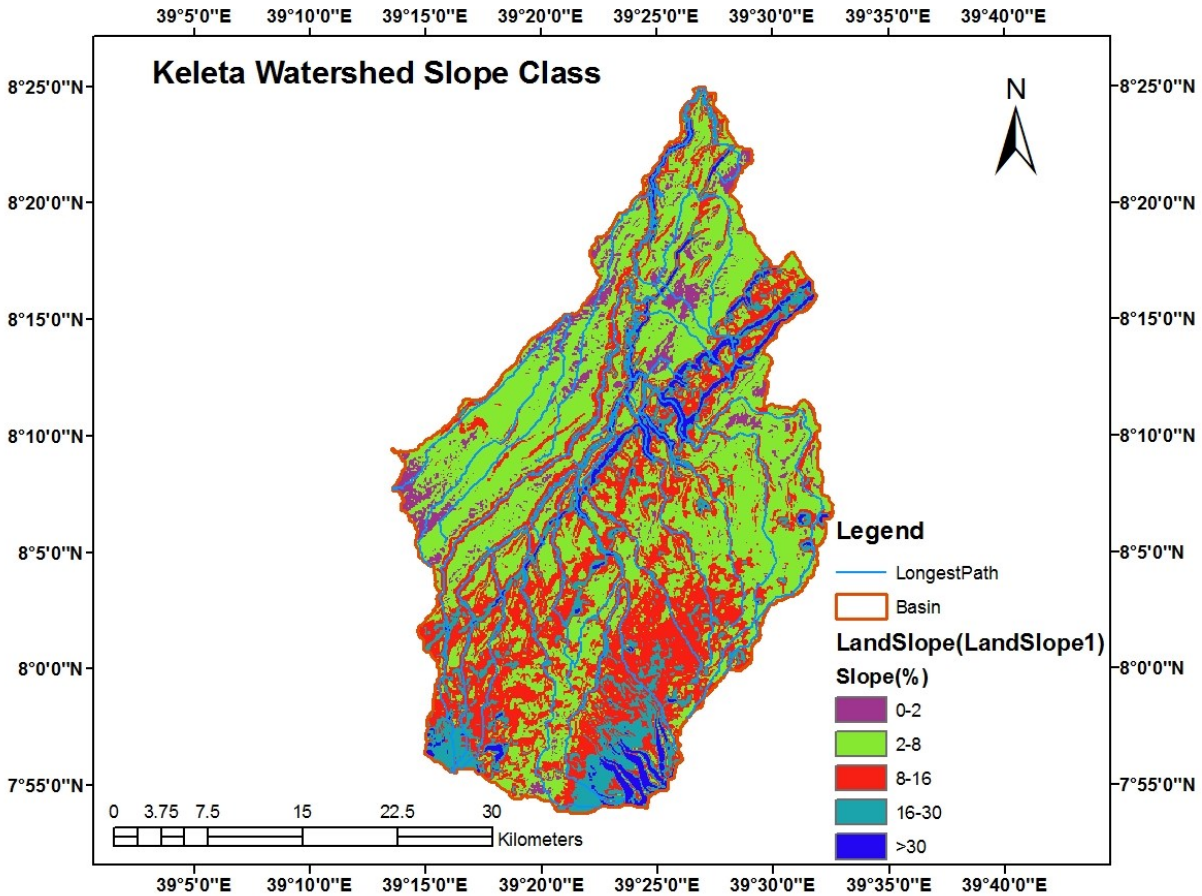 39°5'0"E 39°10'0"E 39°15'0"E 39°20'0"E 39°25'0"E 39°30'0"E 39°35'0"E 39°40'0"E
Keleta Watershed Slope Class
N
8°25'0"N 8°25'0"N
8°20'0"N 8°20'0"N
8°15'0"N 8°15'0"N
8°10'0"N 8°10'0"N
8°5'0"N 8°5'0"N
8°0'0"N 8°0'0"N
7°55'0"N 7°55'0"N
Legend
LongestPath
Basin
LandSlope(LandSlope1)
Slope(%)
0-2
2-8
8-16
16-30
>30
0 3.75 7.5 15 22.5 30
Kilometers
39°5'0"E 39°10'0"E 39°15'0"E 39°20'0"E 39°25'0"E 39°30'0"E 39°35'0"E 39°40'0"E